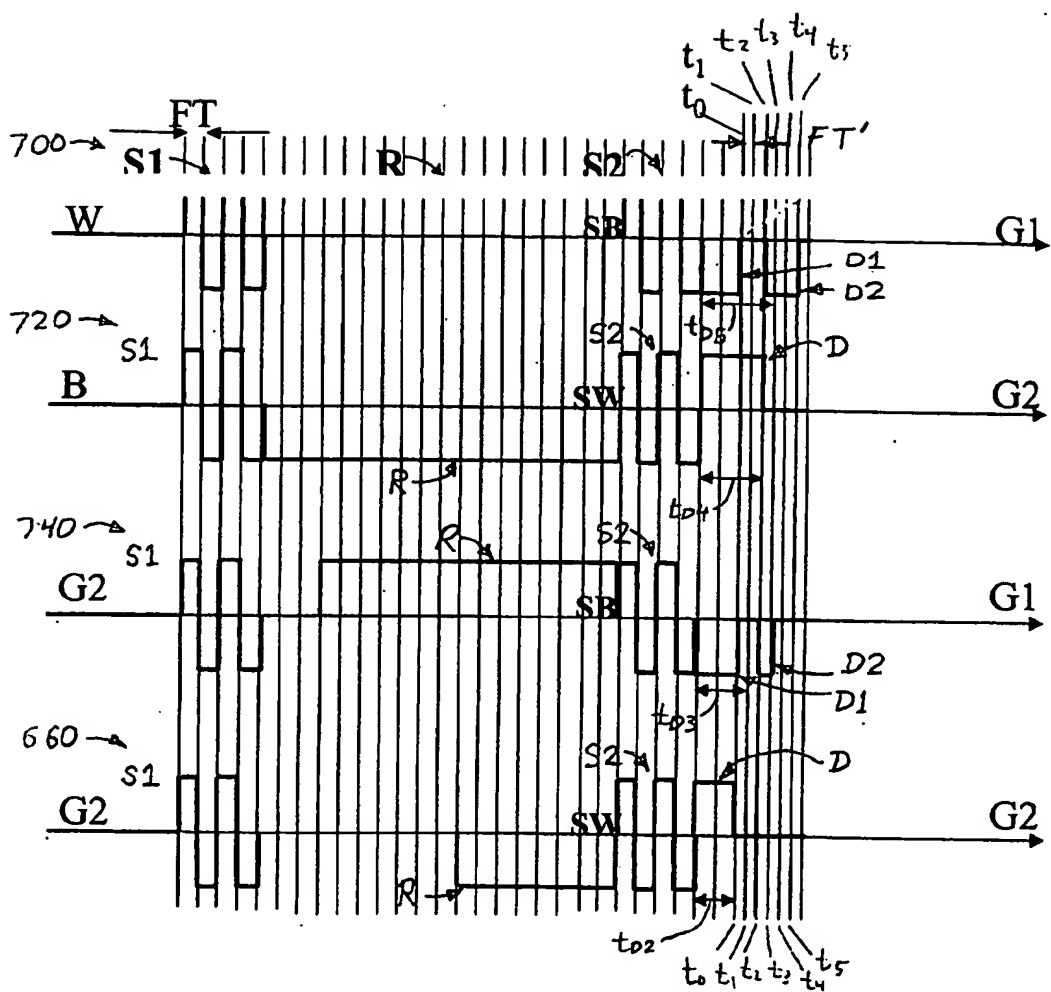 t1 t2 t3 t4 t5
t0
FT
FT'
700
S1 R S2
W SB G1
D1
D2
tD5
720
S1 S2 D
B SW G2
R
tD4
740
S1 R S2
G2 SB G1
D2
D1
tD3
660
S1 S2 D
G2 SW G2
R
tD2
t0 t1 t2 t3 t4 t5